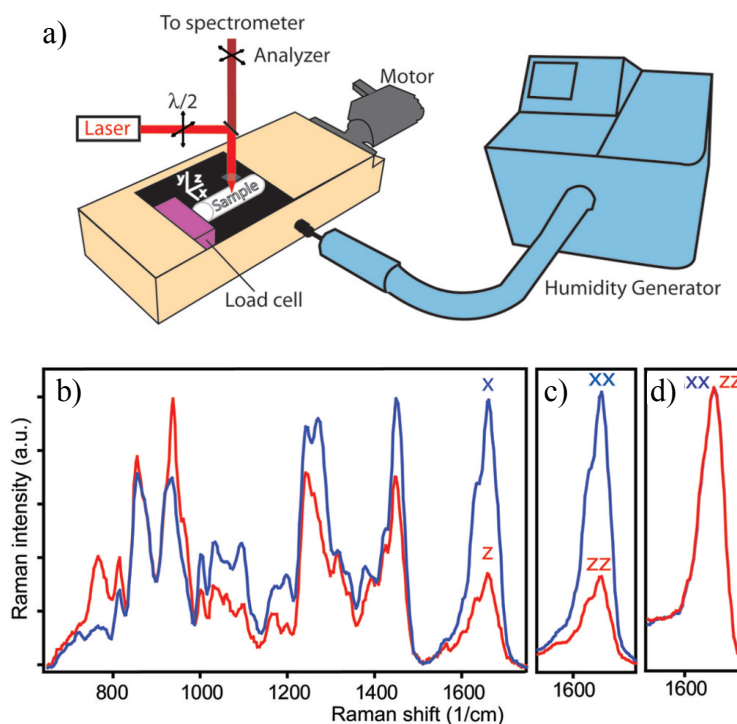 a)
To spectrometer
Analyzer
Motor
λ/2
Laser
y z
x
Sample
Load cell
Humidity Generator
b)
x
z
c)
xx
zz
d)
xx zz
Raman intensity (a.u.)
800 1000 1200 1400 1600
1600
1600
Raman shift (1/cm)